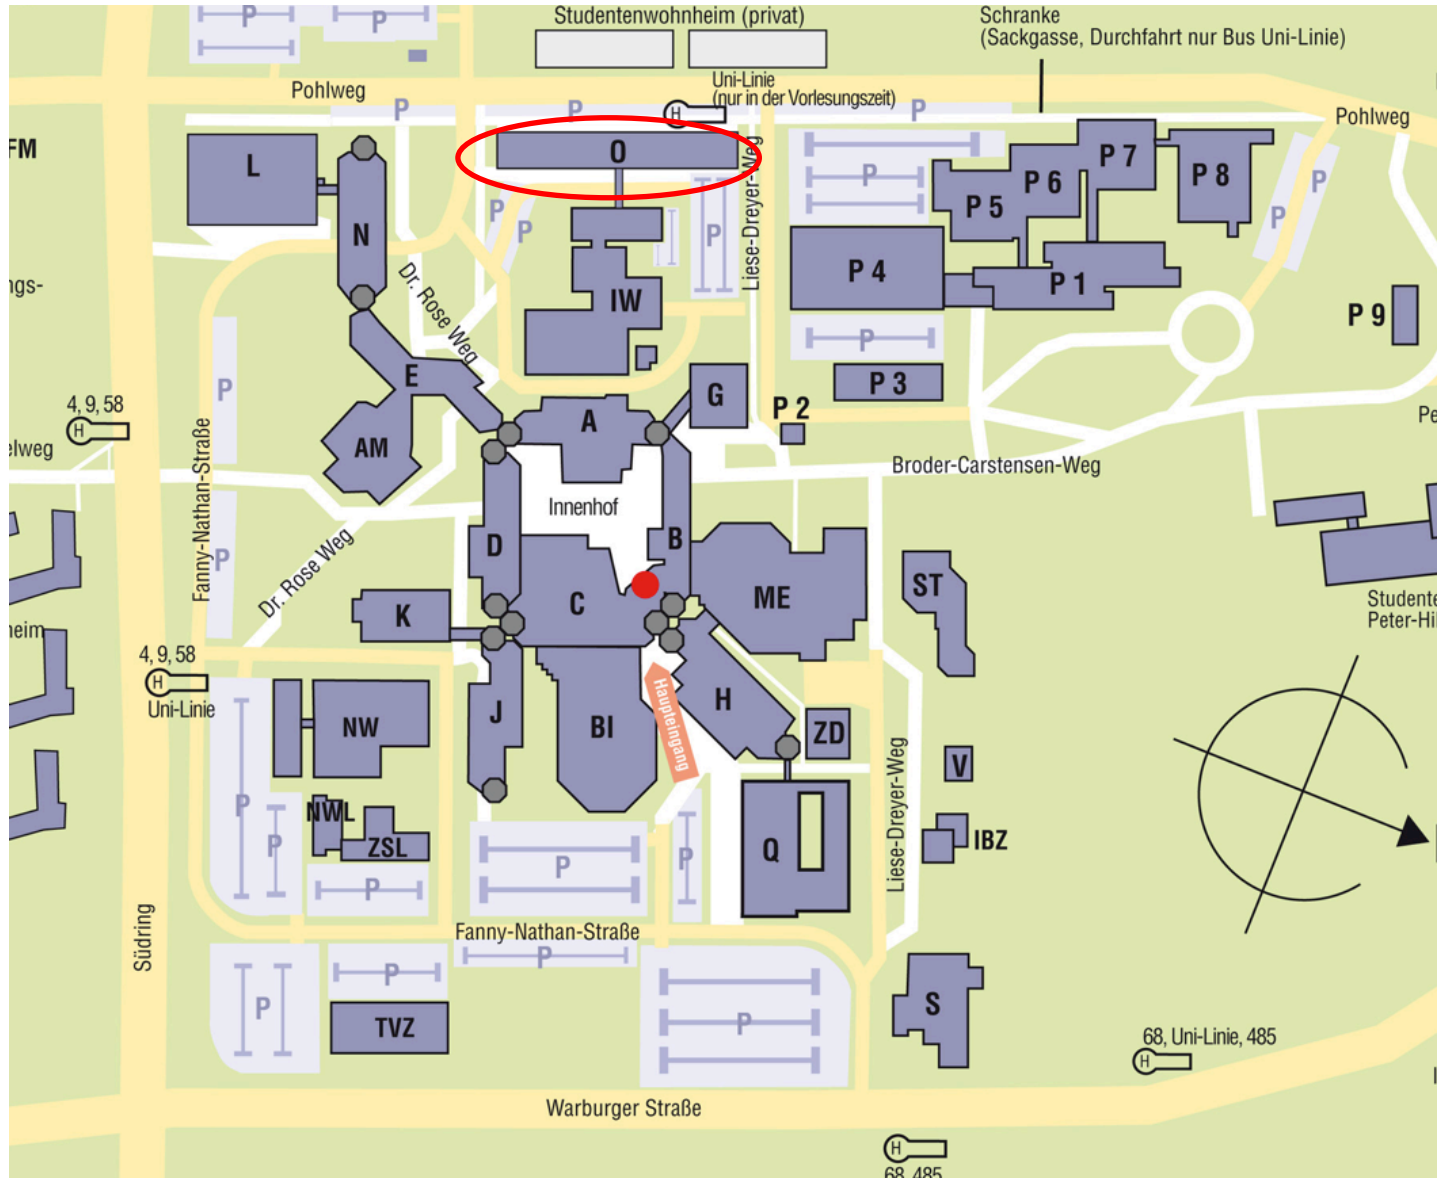 P
P
Studentenwohnheim (privat)
Schranke
(Sackgasse, Durchfahrt nur Bus Uni-Linie)
Uni-Linie
(nur in der Vorlesungszeit)
Pohlweg
P
P
H
P
Pohlweg
FM
L
O
Liese-Dreyer-Weg
P
P 5
P 6
P 7
P 8
P
N
P
P
P
P
Dr. Rose Weg
IW
P 4
P 1
P 9
ngs-
P
E
G
P 3
P 2
4, 9, 58
H
P
Fanny-Nathan-Straße
AM
A
Broder-Carstensen-Weg
Pe
elweg
Innenhof
P
D
B
Dr. Rose Weg
K
C
ME
ST
Studente
Peter-Hil
heim
4, 9, 58
H
Uni-Linie
NW
J
BI
Haupteingang
H
ZD
V
Liese-Dreyer-Weg
P
NWL
P
ZSL
P
P
P
Q
IBZ
Südring
Fanny-Nathan-Straße
P
P
P
P
TVZ
S
68, Uni-Linie, 485
H
Warburger Straße
H
68, 485